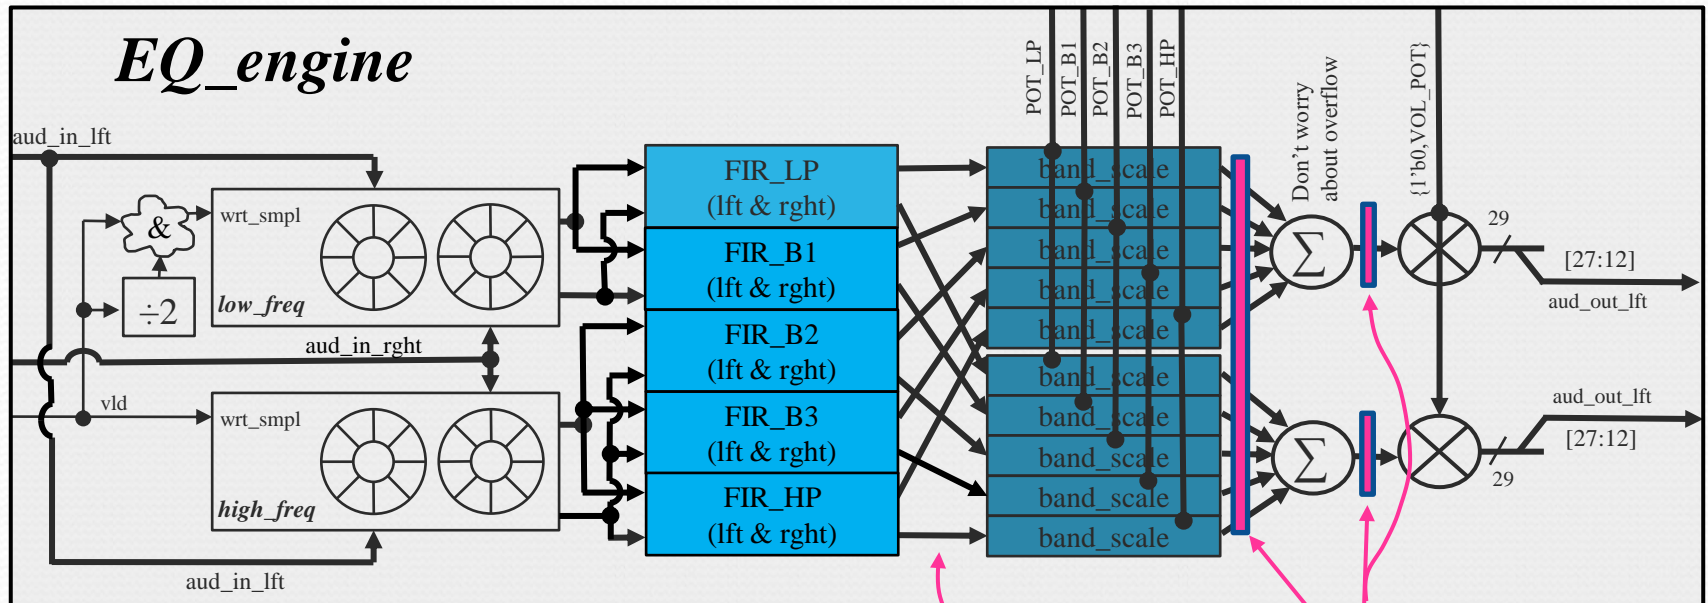 EQ_engine
aud_in_lft
&
÷2
wrt_smpl
low_freq
aud_in_rght
vld
wrt_smpl
high_freq
aud_in_lft
FIR_LP
(lft & rght)
FIR_B1
(lft & rght)
FIR_B2
(lft & rght)
FIR_B3
(lft & rght)
FIR_HP
(lft & rght)
POT_LP
POT_B1
POT_B2
POT_B3
POT_HP
band_scale
band_scale
band_scale
band_scale
band_scale
band_scale
band_scale
band_scale
band_scale
band_scale
Don't worry
about overflow
Σ
Σ
{1'b0,VOL_POT}
29
[27:12]
aud_out_lft
aud_out_lft
[27:12]
29